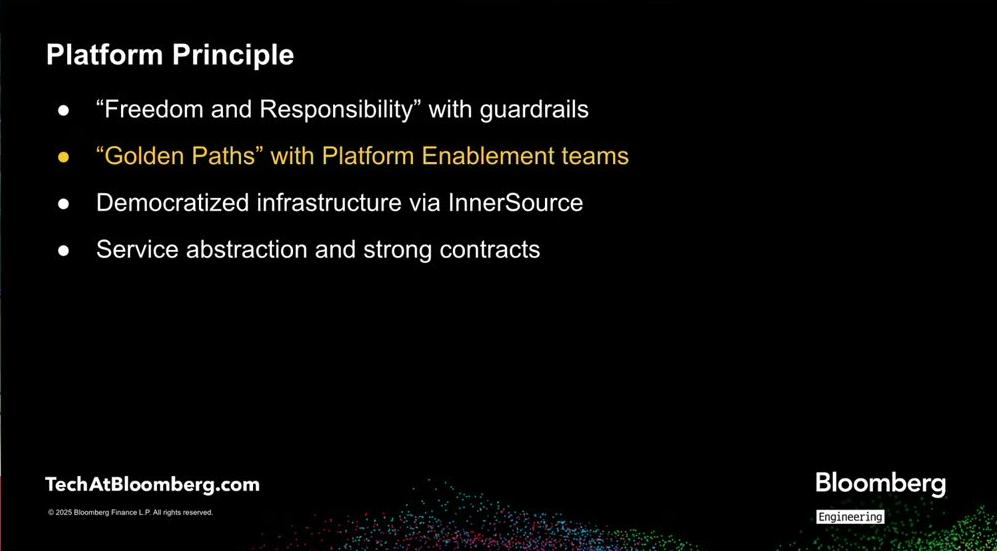 Platform Principle
● “Freedom and Responsibility” with guardrails
● “Golden Paths” with Platform Enablement teams
● Democratized infrastructure via InnerSource
● Service abstraction and strong contracts
TechAtBloomberg.com
© 2025 Bloomberg Finance L.P. All rights reserved.
Bloomberg
Engineering